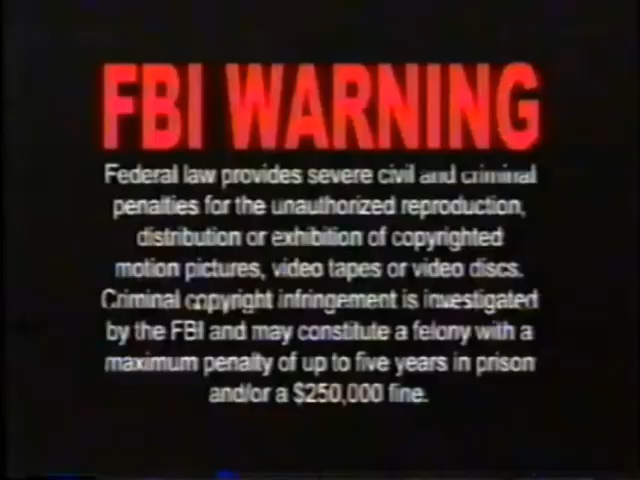 FBI WARNING
Federal law provides severe civil and criminal
penalties for the unauthorized reproduction,
distribution or exhibition of copyrighted
motion pictures, video tapes or video discs.
Criminal copyright infringement is investigated
by the FBI and may constitute a felony with a
maximum penalty of up to five years in prison
and/or a $250,000 fine.